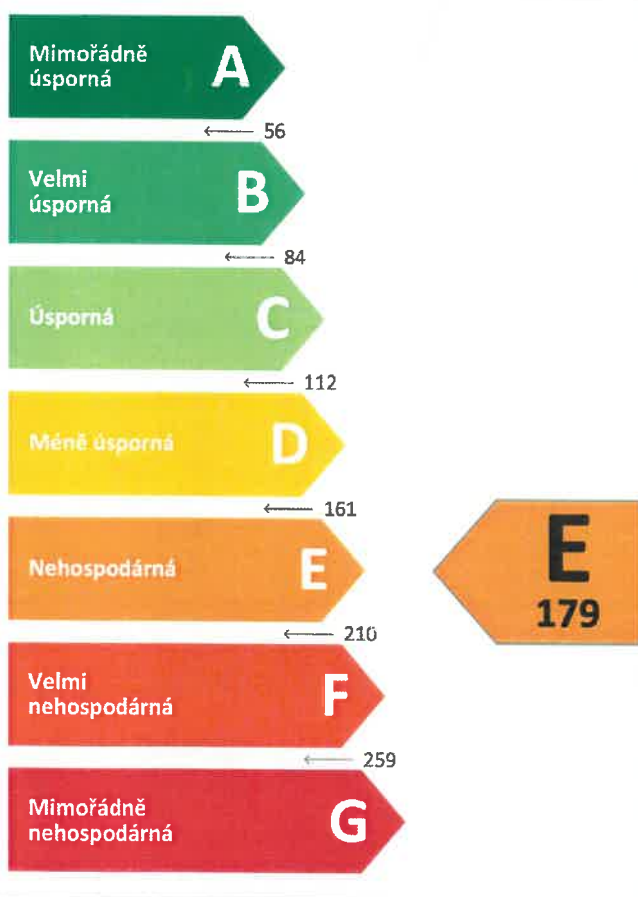 Mimořádně
úsporná
A
← 56
Velmi
úsporná
B
← 84
Úsporná
C
← 112
Méně úsporná
D
← 161
Nehospodárná
E
← 210
E
179
Velmi
nehospodárná
F
← 259
Mimořádně
nehospodárná
G